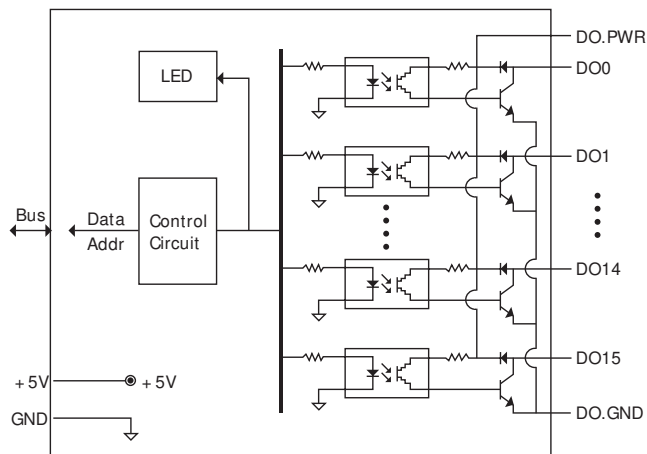 DO.PWR
LED
DO0
DO1
Bus
Data
Addr
Control
Circuit
DO14
DO15
+5V
+5V
GND
DO.GND